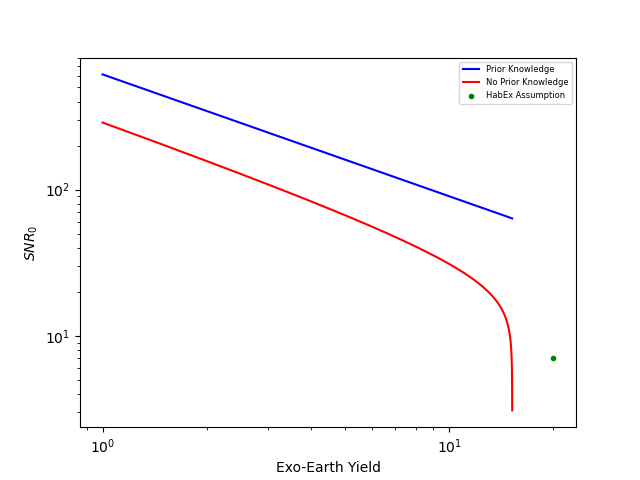 Prior Knowledge
No Prior Knowledge
HabEx Assumption
10²
10¹
SNR₀
10⁰
10¹
Exo-Earth Yield